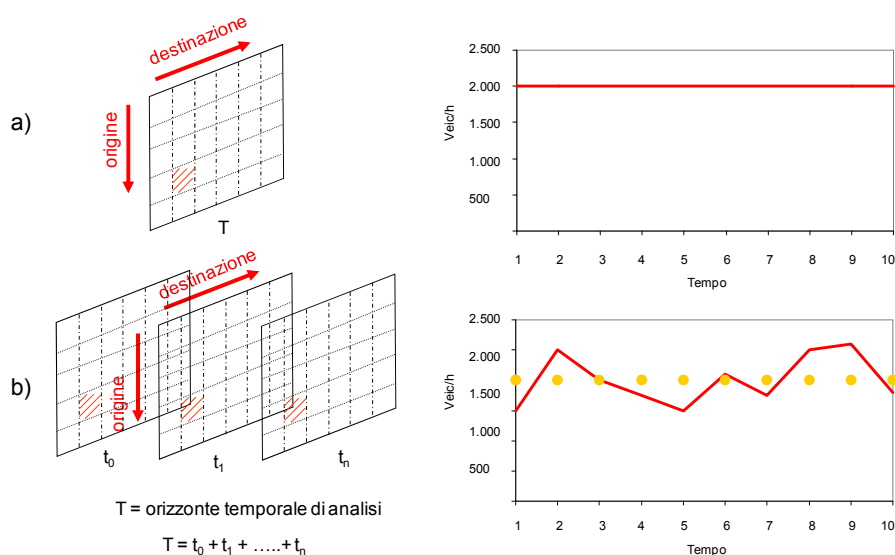 a)
destinazione
origine
T
Veic/h
2.500
2.000
1.500
1.000
500
1 2 3 4 5 6 7 8 9 10
Tempo
b)
destinazione
origine
t0
t1
tn
T = orizzonte temporale di analisi
T = t0 + t1 + …..+ tn
Veic/h
2.500
2.000
1.500
1.000
500
1 2 3 4 5 6 7 8 9 10
Tempo